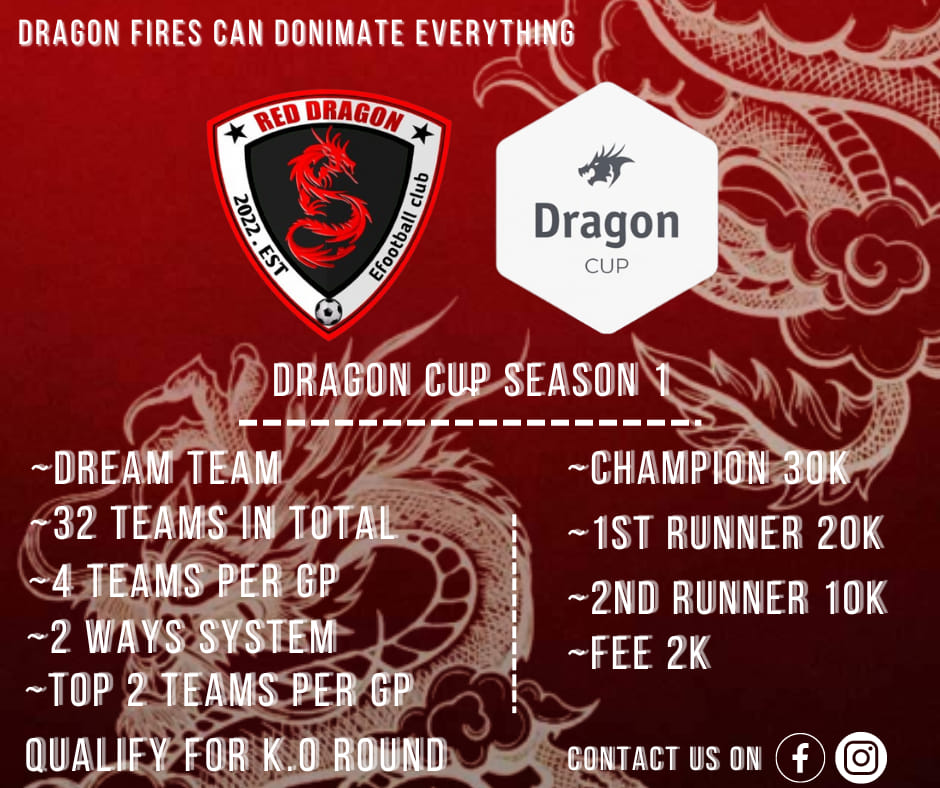 DRAGON FIRES CAN DONIMATE EVERYTHING
RED DRAGON
2022 . EST
Efootball club
Dragon
CUP
DRAGON CUP SEASON 1
~DREAM TEAM
~32 TEAMS IN TOTAL
~4 TEAMS PER GP
~2 WAYS SYSTEM
~TOP 2 TEAMS PER GP
QUALIFY FOR K.O ROUND
~CHAMPION 30K
~1ST RUNNER 20K
~2ND RUNNER 10K
~FEE 2K
CONTACT US ON